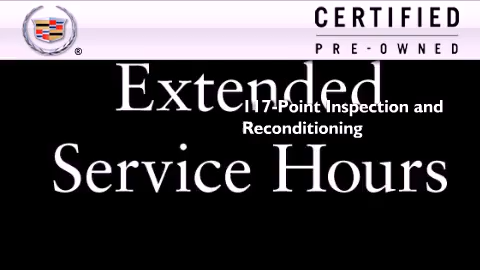 CERTIFIED
PRE-OWNED
®
Extended
117-Point Inspection and
Reconditioning
Service Hours